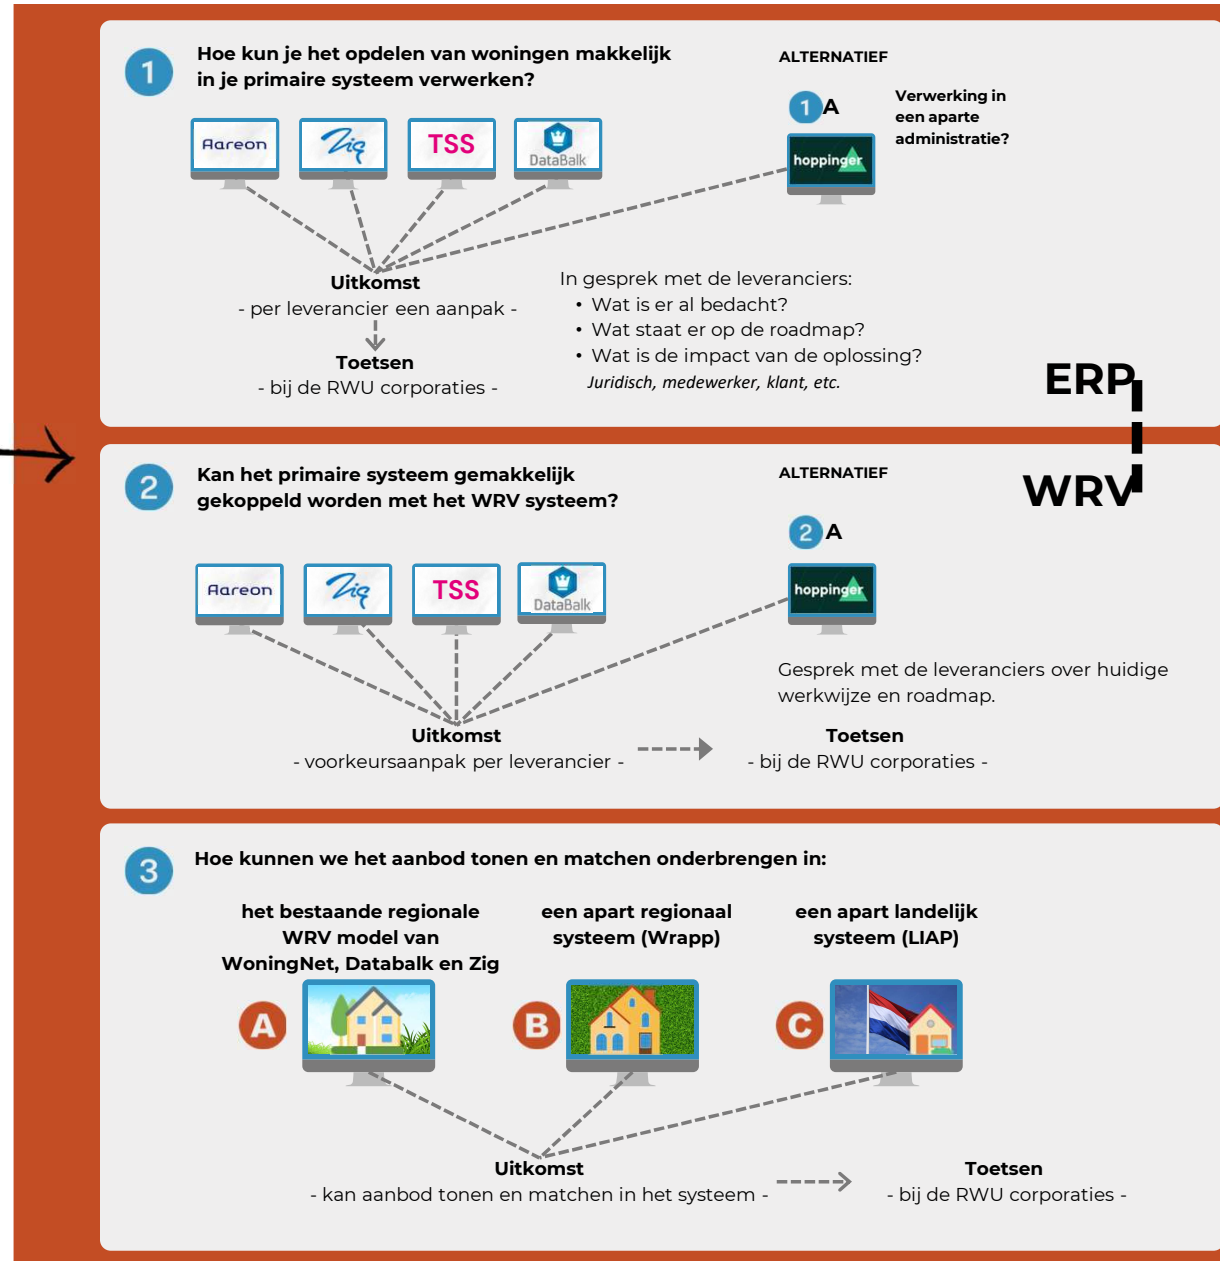 1
Hoe kun je het opdelen van woningen makkelijk
in je primaire systeem verwerken?
ALTERNATIEF
1 A
Verwerking in
een aparte
administratie?
Aareon
Zig
TSS
DataBalk
hoppinger
Uitkomst
- per leverancier een aanpak -
Toetsen
- bij de RWU corporaties -
In gesprek met de leveranciers:
• Wat is er al bedacht?
• Wat staat er op de roadmap?
• Wat is de impact van de oplossing?
Juridisch, medewerker, klant, etc.
ERP
WRV
2
Kan het primaire systeem gemakkelijk
gekoppeld worden met het WRV systeem?
ALTERNATIEF
2 A
Aareon
Zig
TSS
DataBalk
hoppinger
Gesprek met de leveranciers over huidige
werkwijze en roadmap.
Uitkomst
- voorkeursaanpak per leverancier -
Toetsen
- bij de RWU corporaties -
3
Hoe kunnen we het aanbod tonen en matchen onderbrengen in:
het bestaande regionale
WRV model van
WoningNet, Databalk en Zig
een apart regionaal
systeem (Wrapp)
een apart landelijk
systeem (LIAP)
A
B
C
Uitkomst
- kan aanbod tonen en matchen in het systeem -
Toetsen
- bij de RWU corporaties -